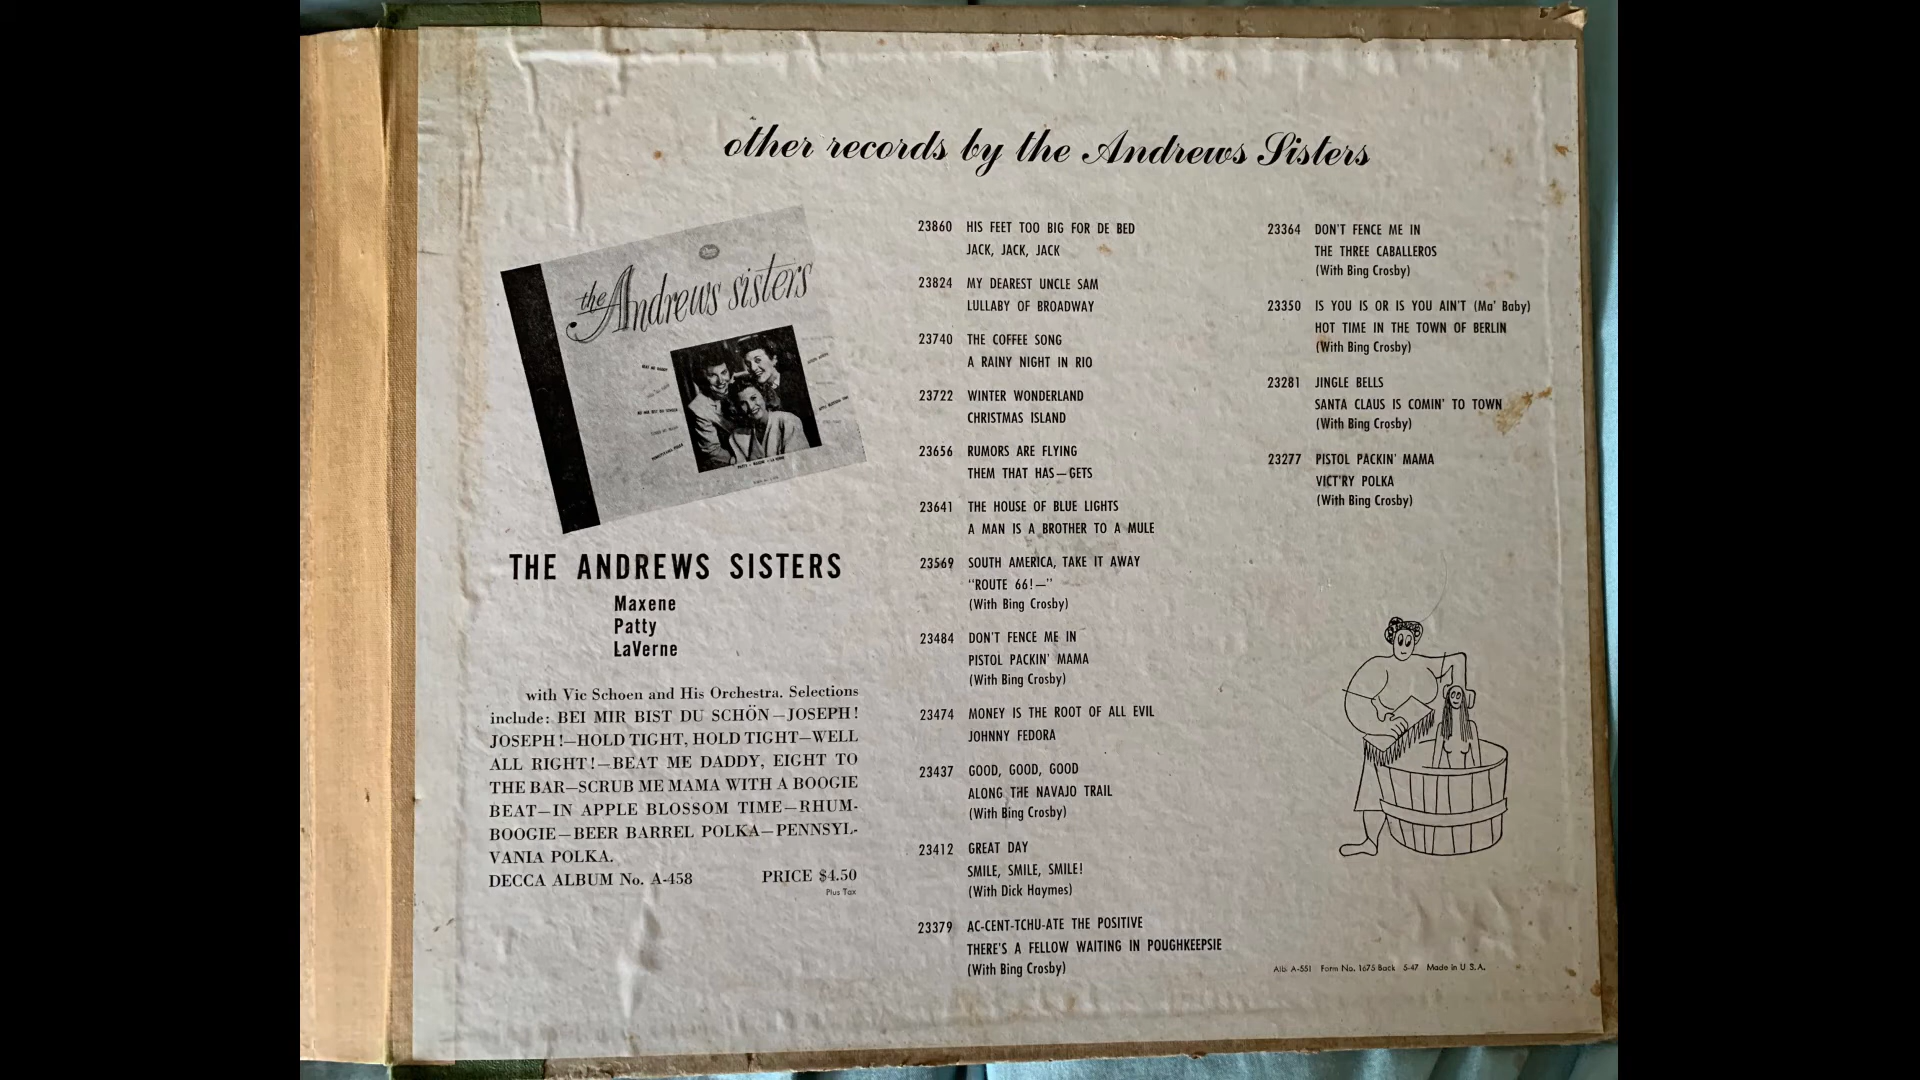 other records by the Andrews Sisters
the Andrews sisters
THE ANDREWS SISTERS
Maxene
Patty
LaVerne
with Vic Schoen and His Orchestra. Selections
include: BEI MIR BIST DU SCHÖN—JOSEPH!
JOSEPH!—HOLD TIGHT, HOLD TIGHT—WELL
ALL RIGHT!—BEAT ME DADDY, EIGHT TO
THE BAR—SCRUB ME MAMA WITH A BOOGIE
BEAT—IN APPLE BLOSSOM TIME—RHUM-
BOOGIE—BEER BARREL POLKA—PENNSYL-
VANIA POLKA.
DECCA ALBUM No. A-458 PRICE $4.50
Plus Tax
23860 HIS FEET TOO BIG FOR DE BED
JACK, JACK, JACK
23824 MY DEAREST UNCLE SAM
LULLABY OF BROADWAY
23740 THE COFFEE SONG
A RAINY NIGHT IN RIO
23722 WINTER WONDERLAND
CHRISTMAS ISLAND
23656 RUMORS ARE FLYING
THEM THAT HAS—GETS
23641 THE HOUSE OF BLUE LIGHTS
A MAN IS A BROTHER TO A MULE
23569 SOUTH AMERICA, TAKE IT AWAY
"ROUTE 66!—"
(With Bing Crosby)
23484 DON'T FENCE ME IN
PISTOL PACKIN' MAMA
(With Bing Crosby)
23474 MONEY IS THE ROOT OF ALL EVIL
JOHNNY FEDORA
23437 GOOD, GOOD, GOOD
ALONG THE NAVAJO TRAIL
(With Bing Crosby)
23412 GREAT DAY
SMILE, SMILE, SMILE!
(With Dick Haymes)
23379 AC-CENT-TCHU-ATE THE POSITIVE
THERE'S A FELLOW WAITING IN POUGHKEEPSIE
(With Bing Crosby)
23364 DON'T FENCE ME IN
THE THREE CABALLEROS
(With Bing Crosby)
23350 IS YOU IS OR IS YOU AIN'T (Ma' Baby)
HOT TIME IN THE TOWN OF BERLIN
(With Bing Crosby)
23281 JINGLE BELLS
SANTA CLAUS IS COMIN' TO TOWN
(With Bing Crosby)
23277 PISTOL PACKIN' MAMA
VICT'RY POLKA
(With Bing Crosby)
Alb. A-551 Form No. 1675 Back 5-47 Made in U.S.A.